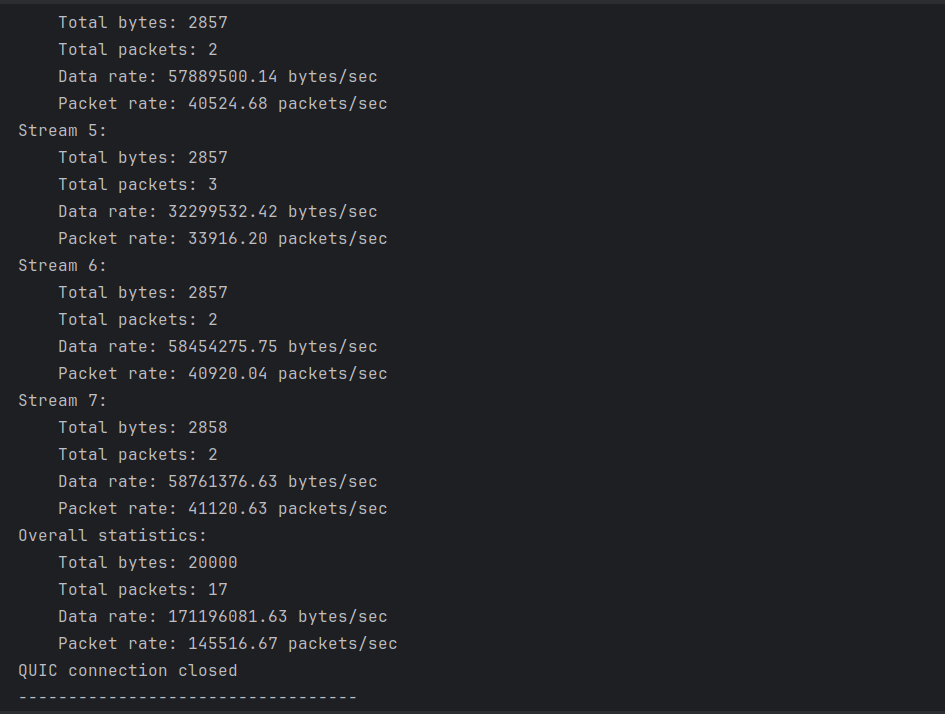 Total bytes: 2857
Total packets: 2
Data rate: 57889500.14 bytes/sec
Packet rate: 40524.68 packets/sec
Stream 5:
Total bytes: 2857
Total packets: 3
Data rate: 32299532.42 bytes/sec
Packet rate: 33916.20 packets/sec
Stream 6:
Total bytes: 2857
Total packets: 2
Data rate: 58454275.75 bytes/sec
Packet rate: 40920.04 packets/sec
Stream 7:
Total bytes: 2858
Total packets: 2
Data rate: 58761376.63 bytes/sec
Packet rate: 41120.63 packets/sec
Overall statistics:
Total bytes: 20000
Total packets: 17
Data rate: 171196081.63 bytes/sec
Packet rate: 145516.67 packets/sec
QUIC connection closed
----------------------------------